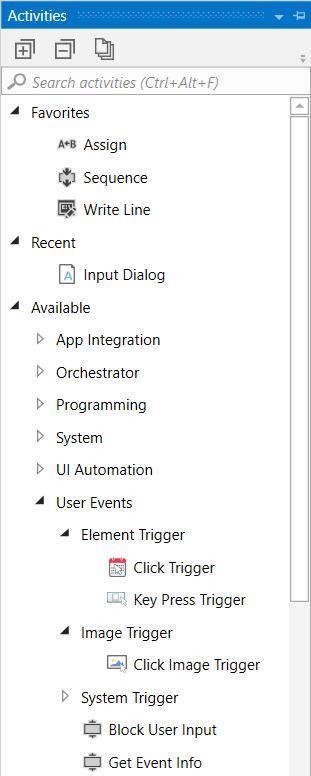 Activities
Search activities (Ctrl+Alt+F)
Favorites
A←B Assign
Sequence
Write Line
Recent
A Input Dialog
Available
App Integration
Orchestrator
Programming
System
UI Automation
User Events
Element Trigger
Click Trigger
Key Press Trigger
Image Trigger
Click Image Trigger
System Trigger
Block User Input
Get Event Info